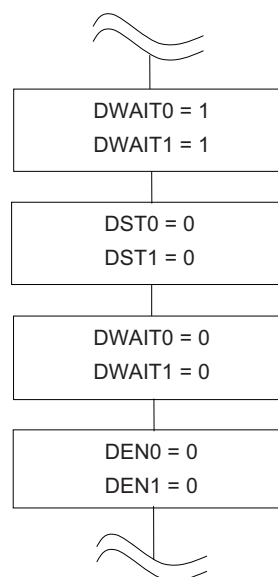 DWAIT0 = 1
DWAIT1 = 1
DST0 = 0
DST1 = 0
DWAIT0 = 0
DWAIT1 = 0
DEN0 = 0
DEN1 = 0